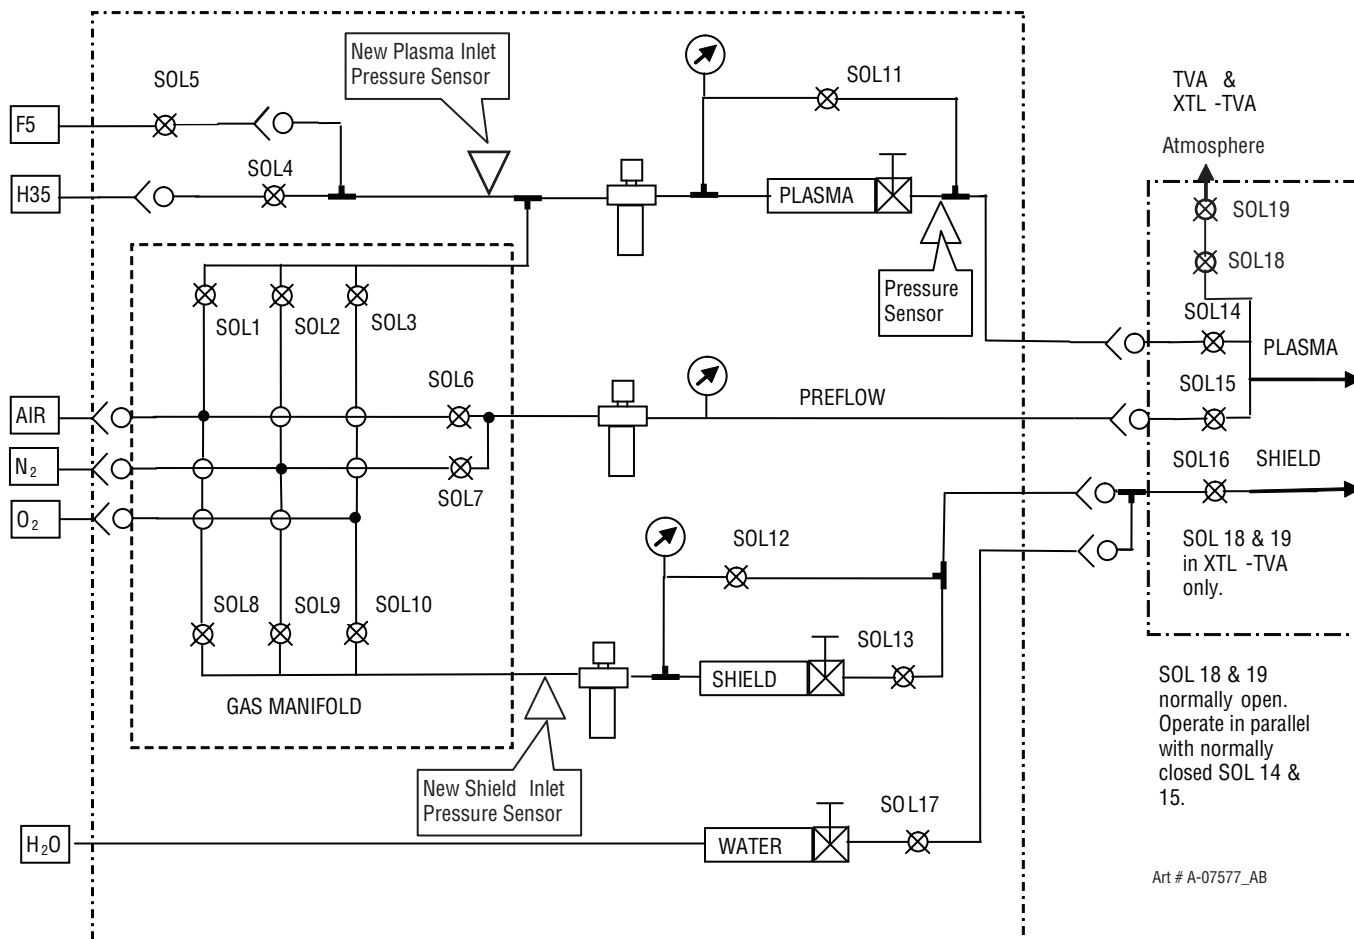 New Plasma Inlet
Pressure Sensor
SOL5
SOL11
TVA &
XTL -TVA
F5
Atmosphere
SOL4
H35
PLASMA
SOL19
SOL18
Pressure
Sensor
SOL1
SOL2
SOL3
SOL14
PLASMA
SOL6
SOL15
AIR
PREFLOW
N2
SOL7
SOL16
SHIELD
O2
SOL12
SOL 18 & 19
in XTL -TVA
only.
SOL8
SOL9
SOL10
SOL13
SHIELD
GAS MANIFOLD
SOL 18 & 19
normally open.
Operate in parallel
with normally
closed SOL 14 &
15.
New Shield Inlet
Pressure Sensor
SOL17
H2O
WATER
Art # A-07577_AB